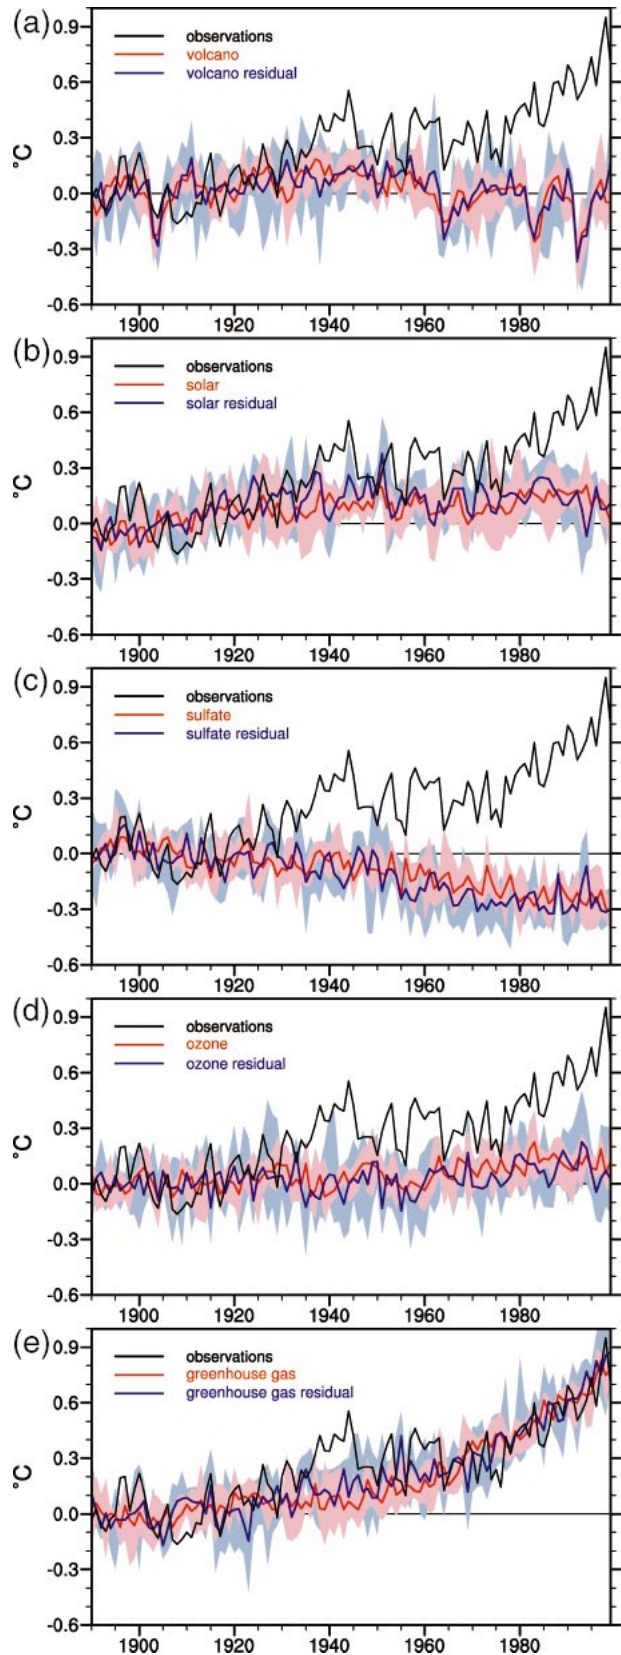 (a)
0.9
observations
volcano
volcano residual
0.6
0.3
°C
0.0
-0.3
-0.6
1900 1920 1940 1960 1980
(b)
0.9
observations
solar
solar residual
0.6
0.3
°C
0.0
-0.3
-0.6
1900 1920 1940 1960 1980
(c)
0.9
observations
sulfate
sulfate residual
0.6
0.3
°C
0.0
-0.3
-0.6
1900 1920 1940 1960 1980
(d)
0.9
observations
ozone
ozone residual
0.6
0.3
°C
0.0
-0.3
-0.6
1900 1920 1940 1960 1980
(e)
0.9
observations
greenhouse gas
greenhouse gas residual
0.6
0.3
°C
0.0
-0.3
-0.6
1900 1920 1940 1960 1980